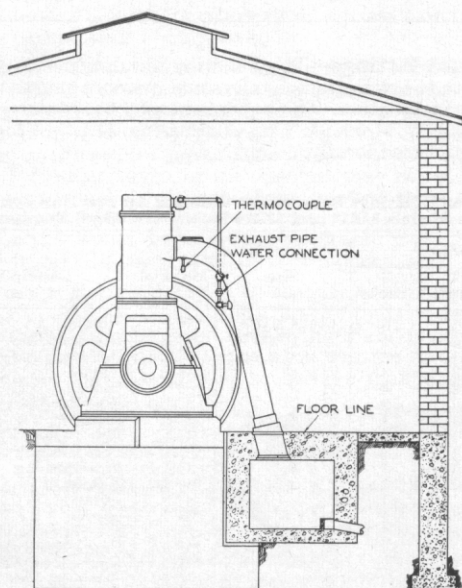 THERMOCOUPLE
EXHAUST PIPE
WATER CONNECTION
FLOOR LINE